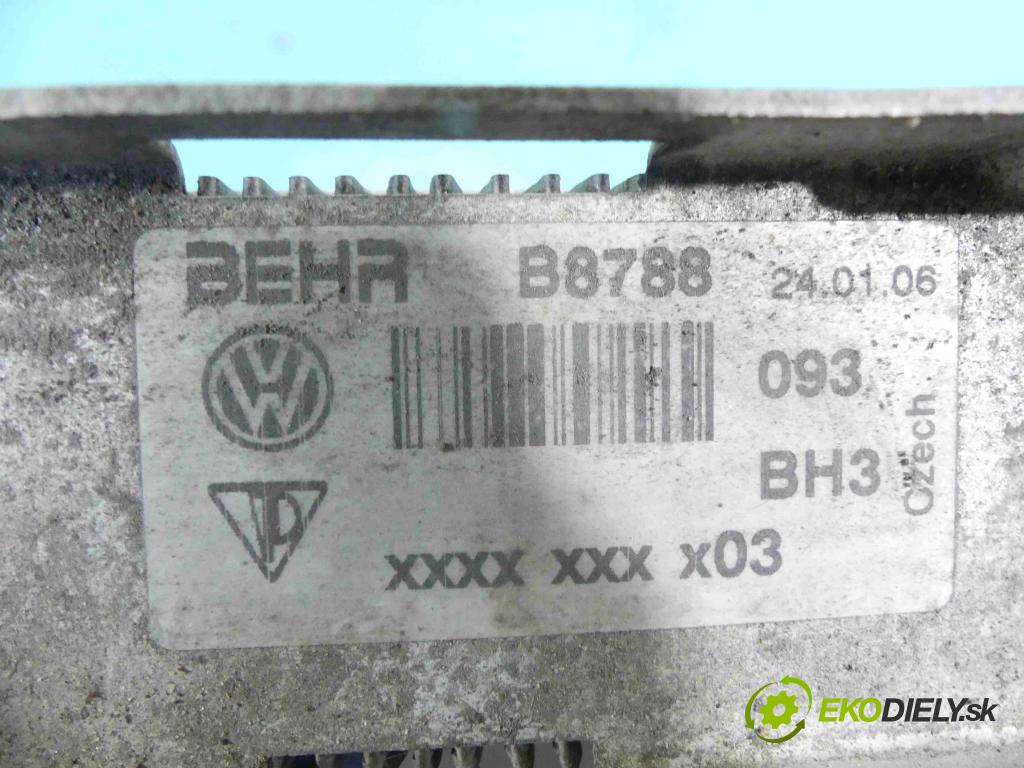 BEHR B8788 24.01.06
093
BH3
Czech
xxxx xxx x03
EKODIELY.sk